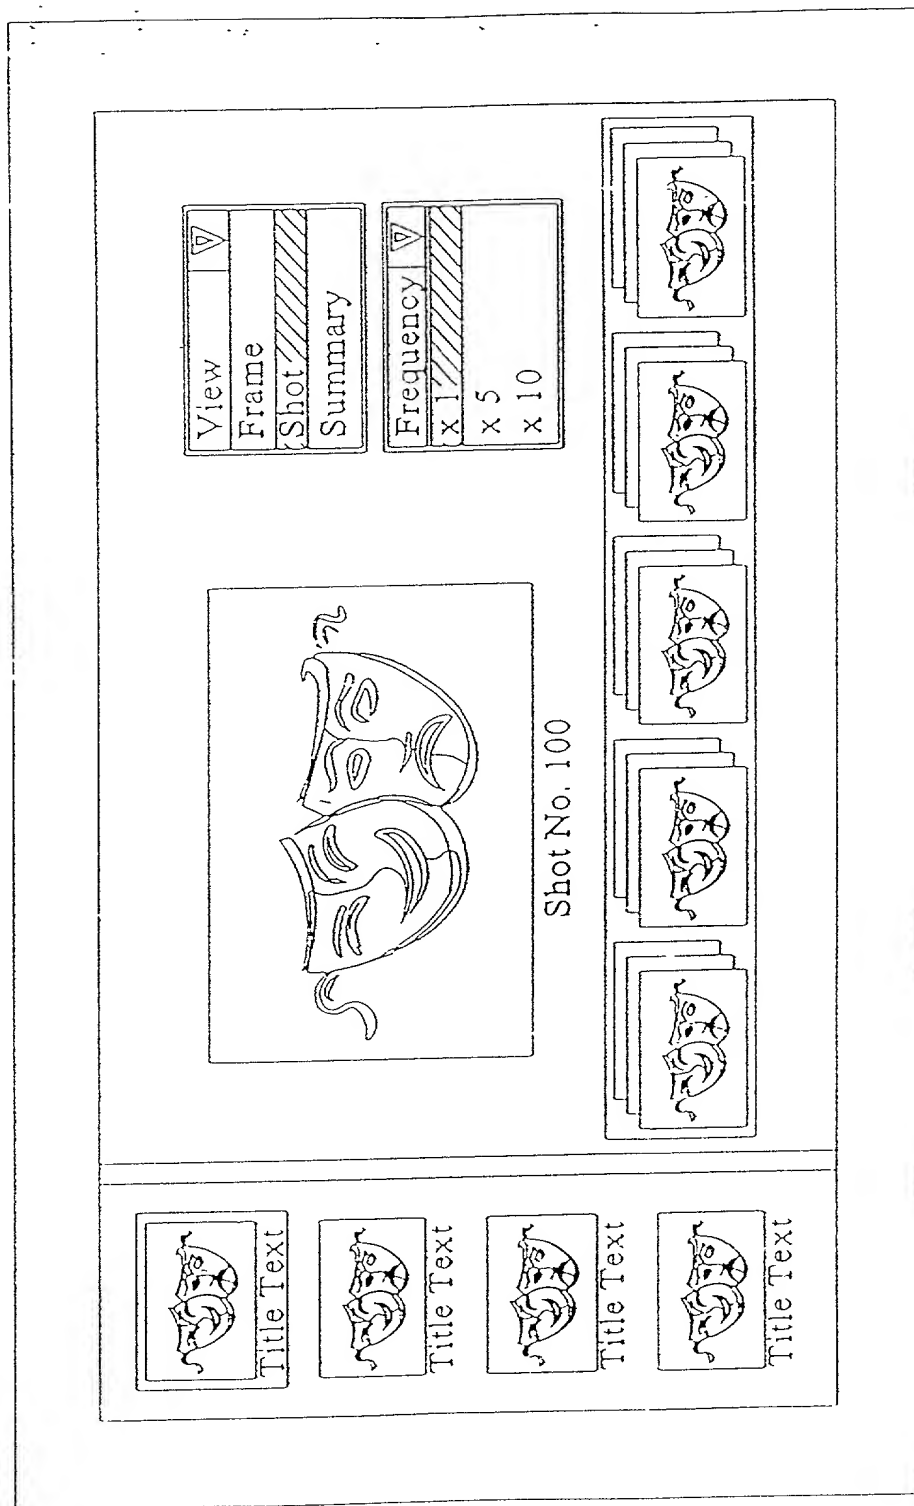 View
Frame
Shot
Summary
Frequency
x 1
x 5
x 10
Shot No. 100
Title Text
Title Text
Title Text
Title Text